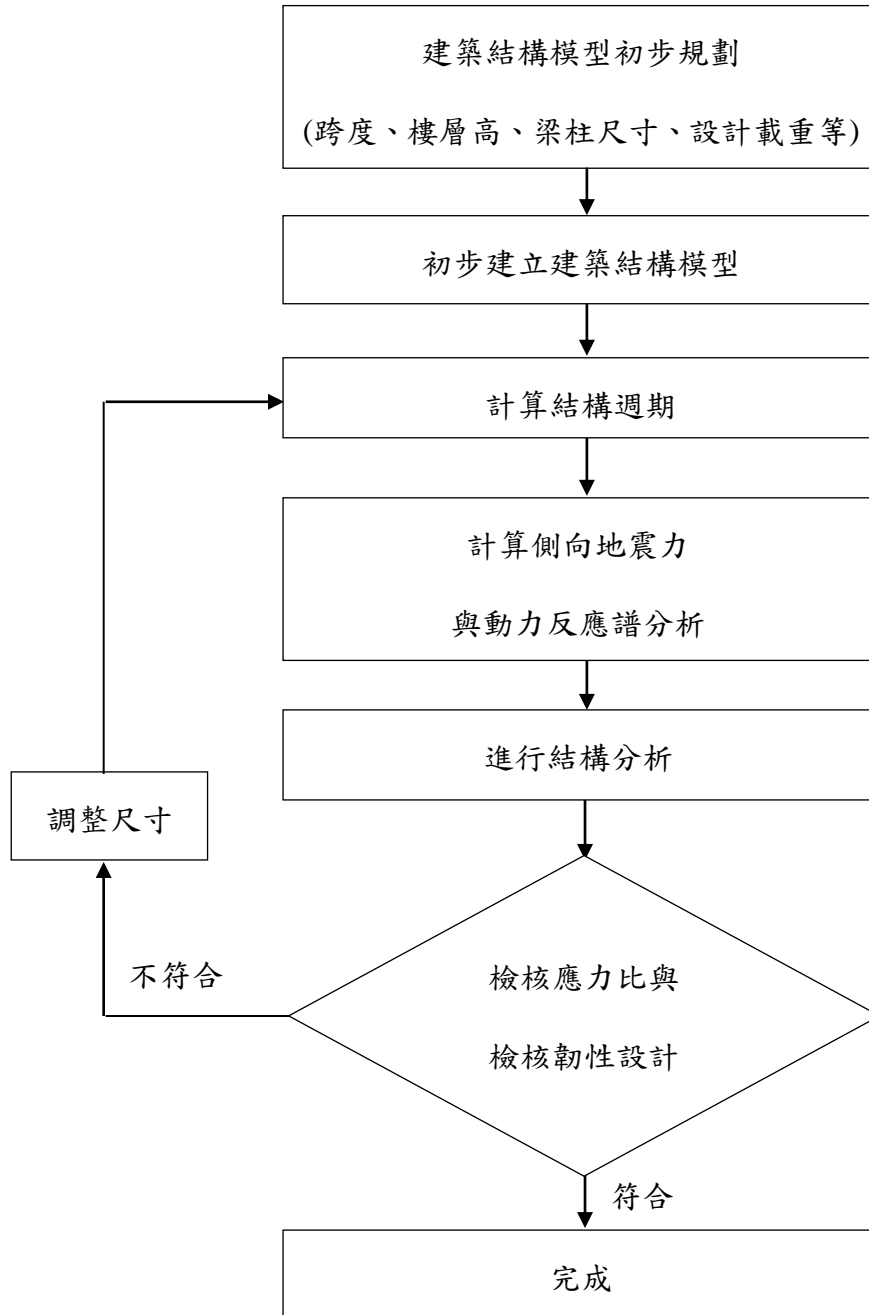 建築結構模型初步規劃
(跨度、樓層高、梁柱尺寸、設計載重等)
初步建立建築結構模型
計算結構週期
計算側向地震力
與動力反應譜分析
進行結構分析
調整尺寸
不符合
檢核應力比與
檢核韌性設計
符合
完成